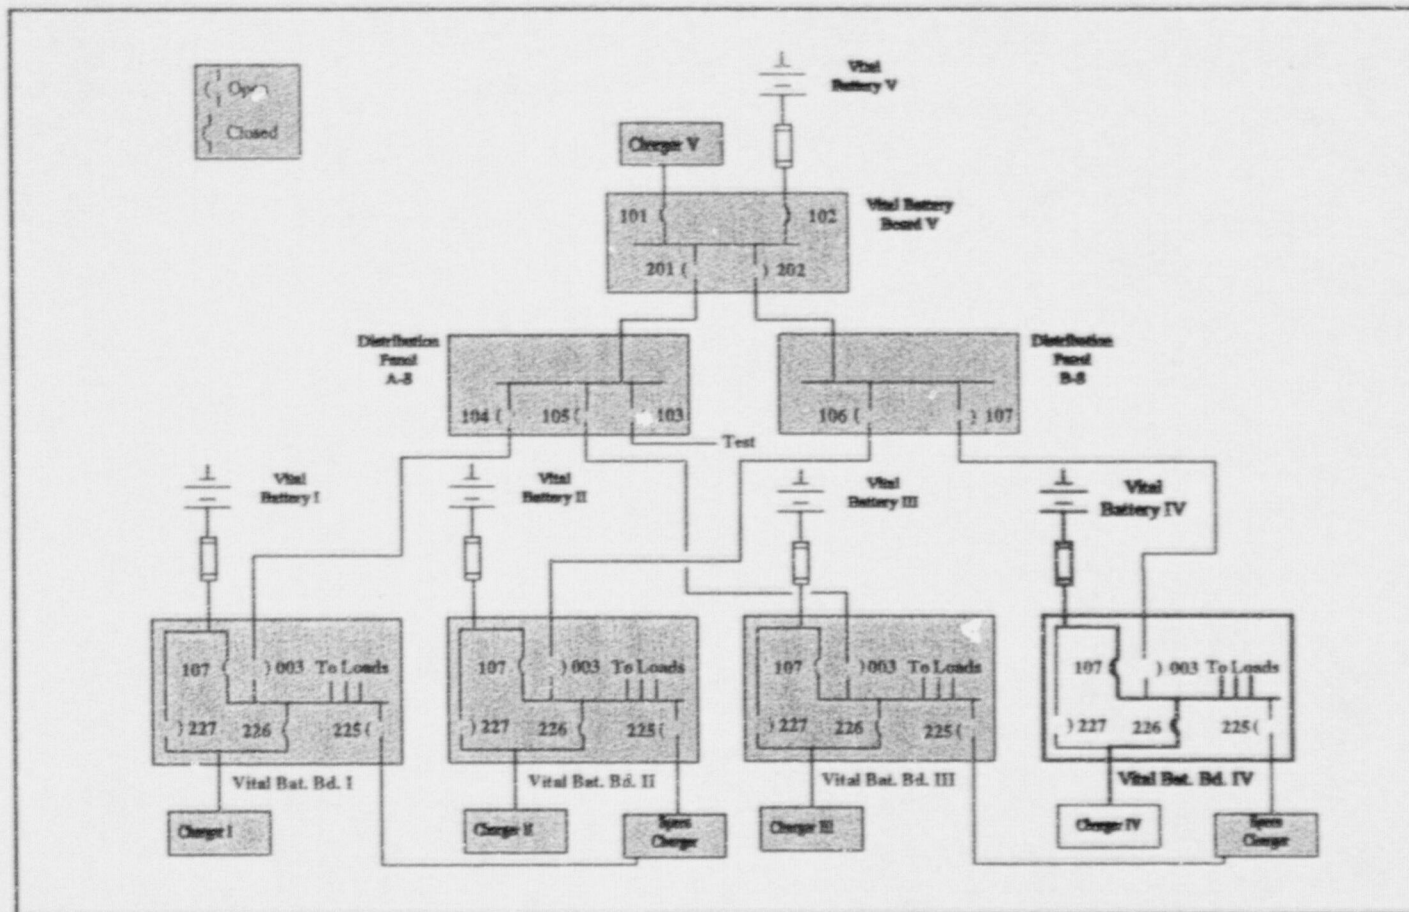 Open
Closed
Vital
Battery V
Charger V
101
102
Vital Battery
Board V
201
202
Distribution
Panel
A-S
Distribution
Panel
B-S
104
105
103
106
107
Test
Vital
Battery I
Vital
Battery II
Vital
Battery III
Vital
Battery IV
107
003
To Loads
227
226
225
Vital Bat. Bd. I
107
003
To Loads
227
226
225
Vital Bat. Bd. II
107
003
To Loads
227
226
225
Vital Bat. Bd. III
107
003
To Loads
227
226
225
Vital Bat. Bd. IV
Charger I
Charger II
Spare
Charger
Charger III
Charger IV
Spare
Charger